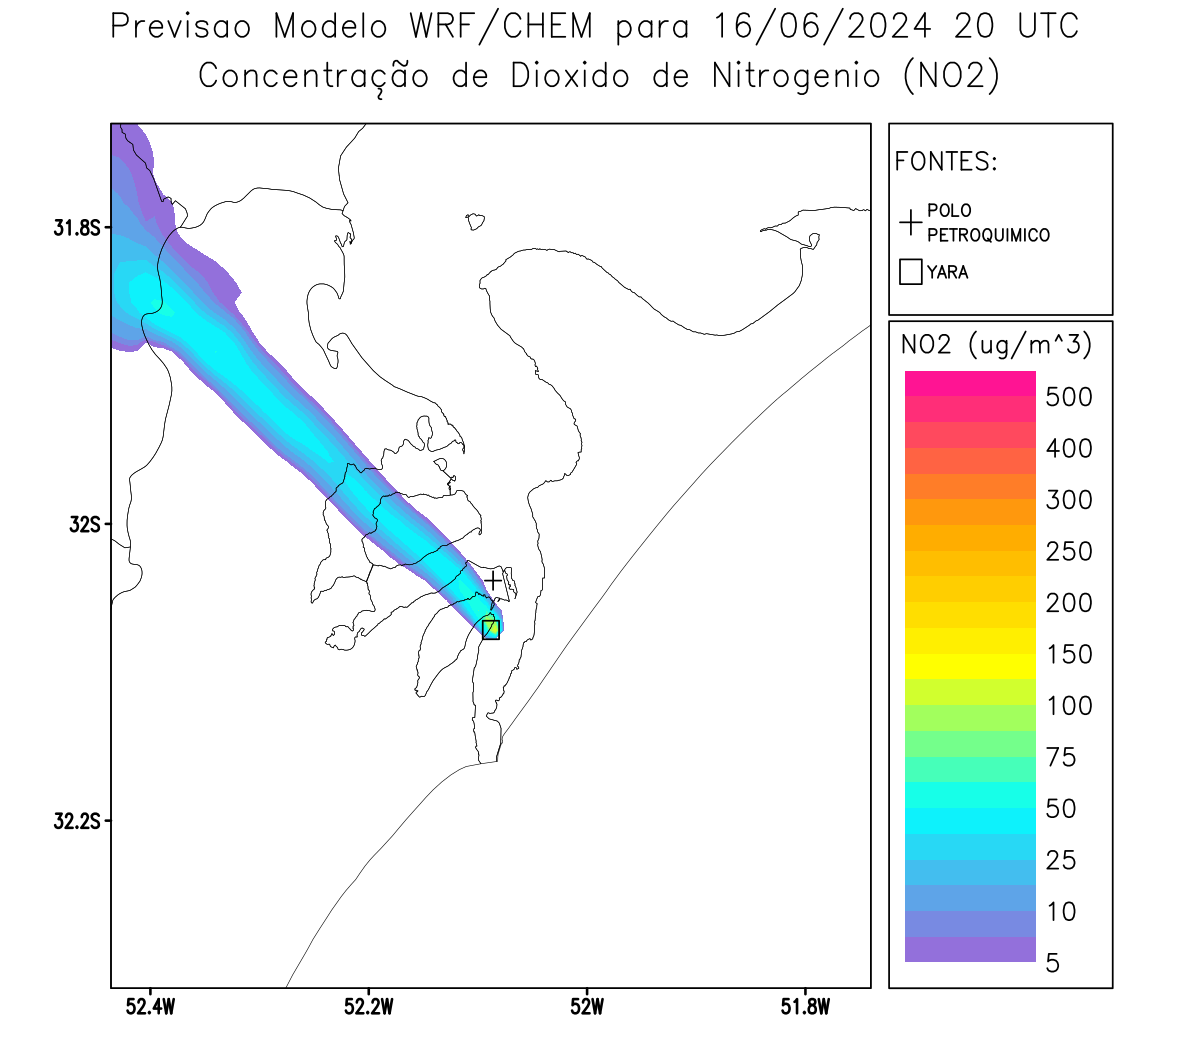 Previsao Modelo WRF/CHEM para 16/06/2024 20 UTC
Concentração de Dioxido de Nitrogenio (NO2)
FONTES:
POLO
PETROQUIMICO
YARA
31.8S
32S
32.2S
52.4W
52.2W
52W
51.8W
NO2 (ug/m^3)
500
400
300
250
200
150
100
75
50
25
10
5